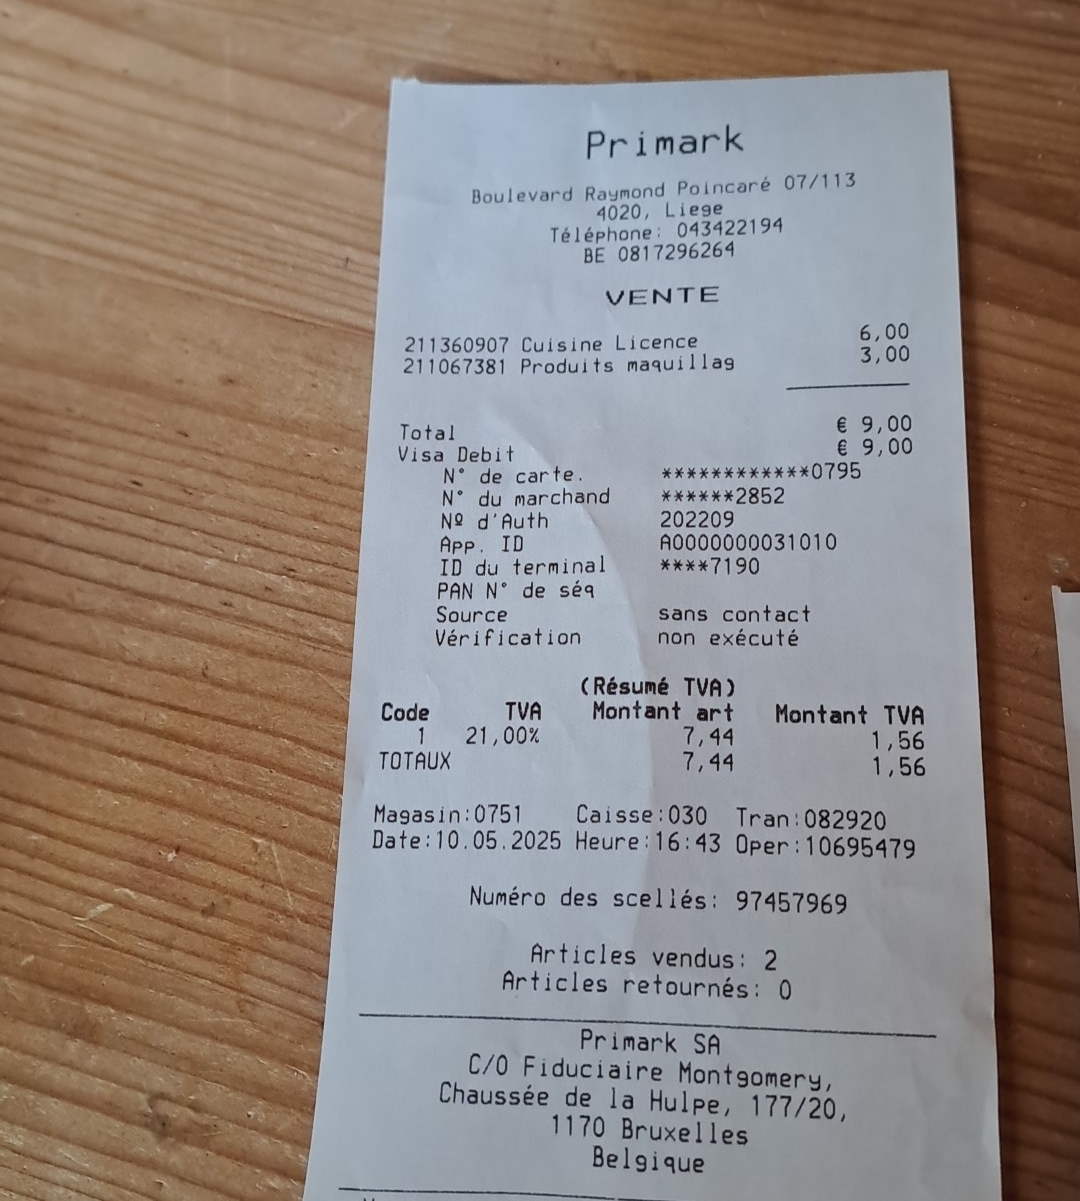 Primark
Boulevard Raymond Poincaré 07/113
4020, Liege
Téléphone: 043422194
BE 0817296264
VENTE
211360907 Cuisine Licence 6,00
211067381 Produits maquillag 3,00
Total € 9,00
Visa Debit € 9,00
N° de carte. ************0795
N° du marchand ******2852
Nº d'Auth 202209
App. ID A0000000031010
ID du terminal ****7190
PAN N° de séq
Source sans contact
Vérification non exécuté
(Résumé TVA)
Code TVA Montant art Montant TVA
1 21,00% 7,44 1,56
TOTAUX 7,44 1,56
Magasin:0751 Caisse:030 Tran:082920
Date:10.05.2025 Heure:16:43 Oper:10695479
Numéro des scellés: 97457969
Articles vendus: 2
Articles retournés: 0
Primark SA
C/O Fiduciaire Montgomery,
Chaussée de la Hulpe, 177/20,
1170 Bruxelles
Belgique